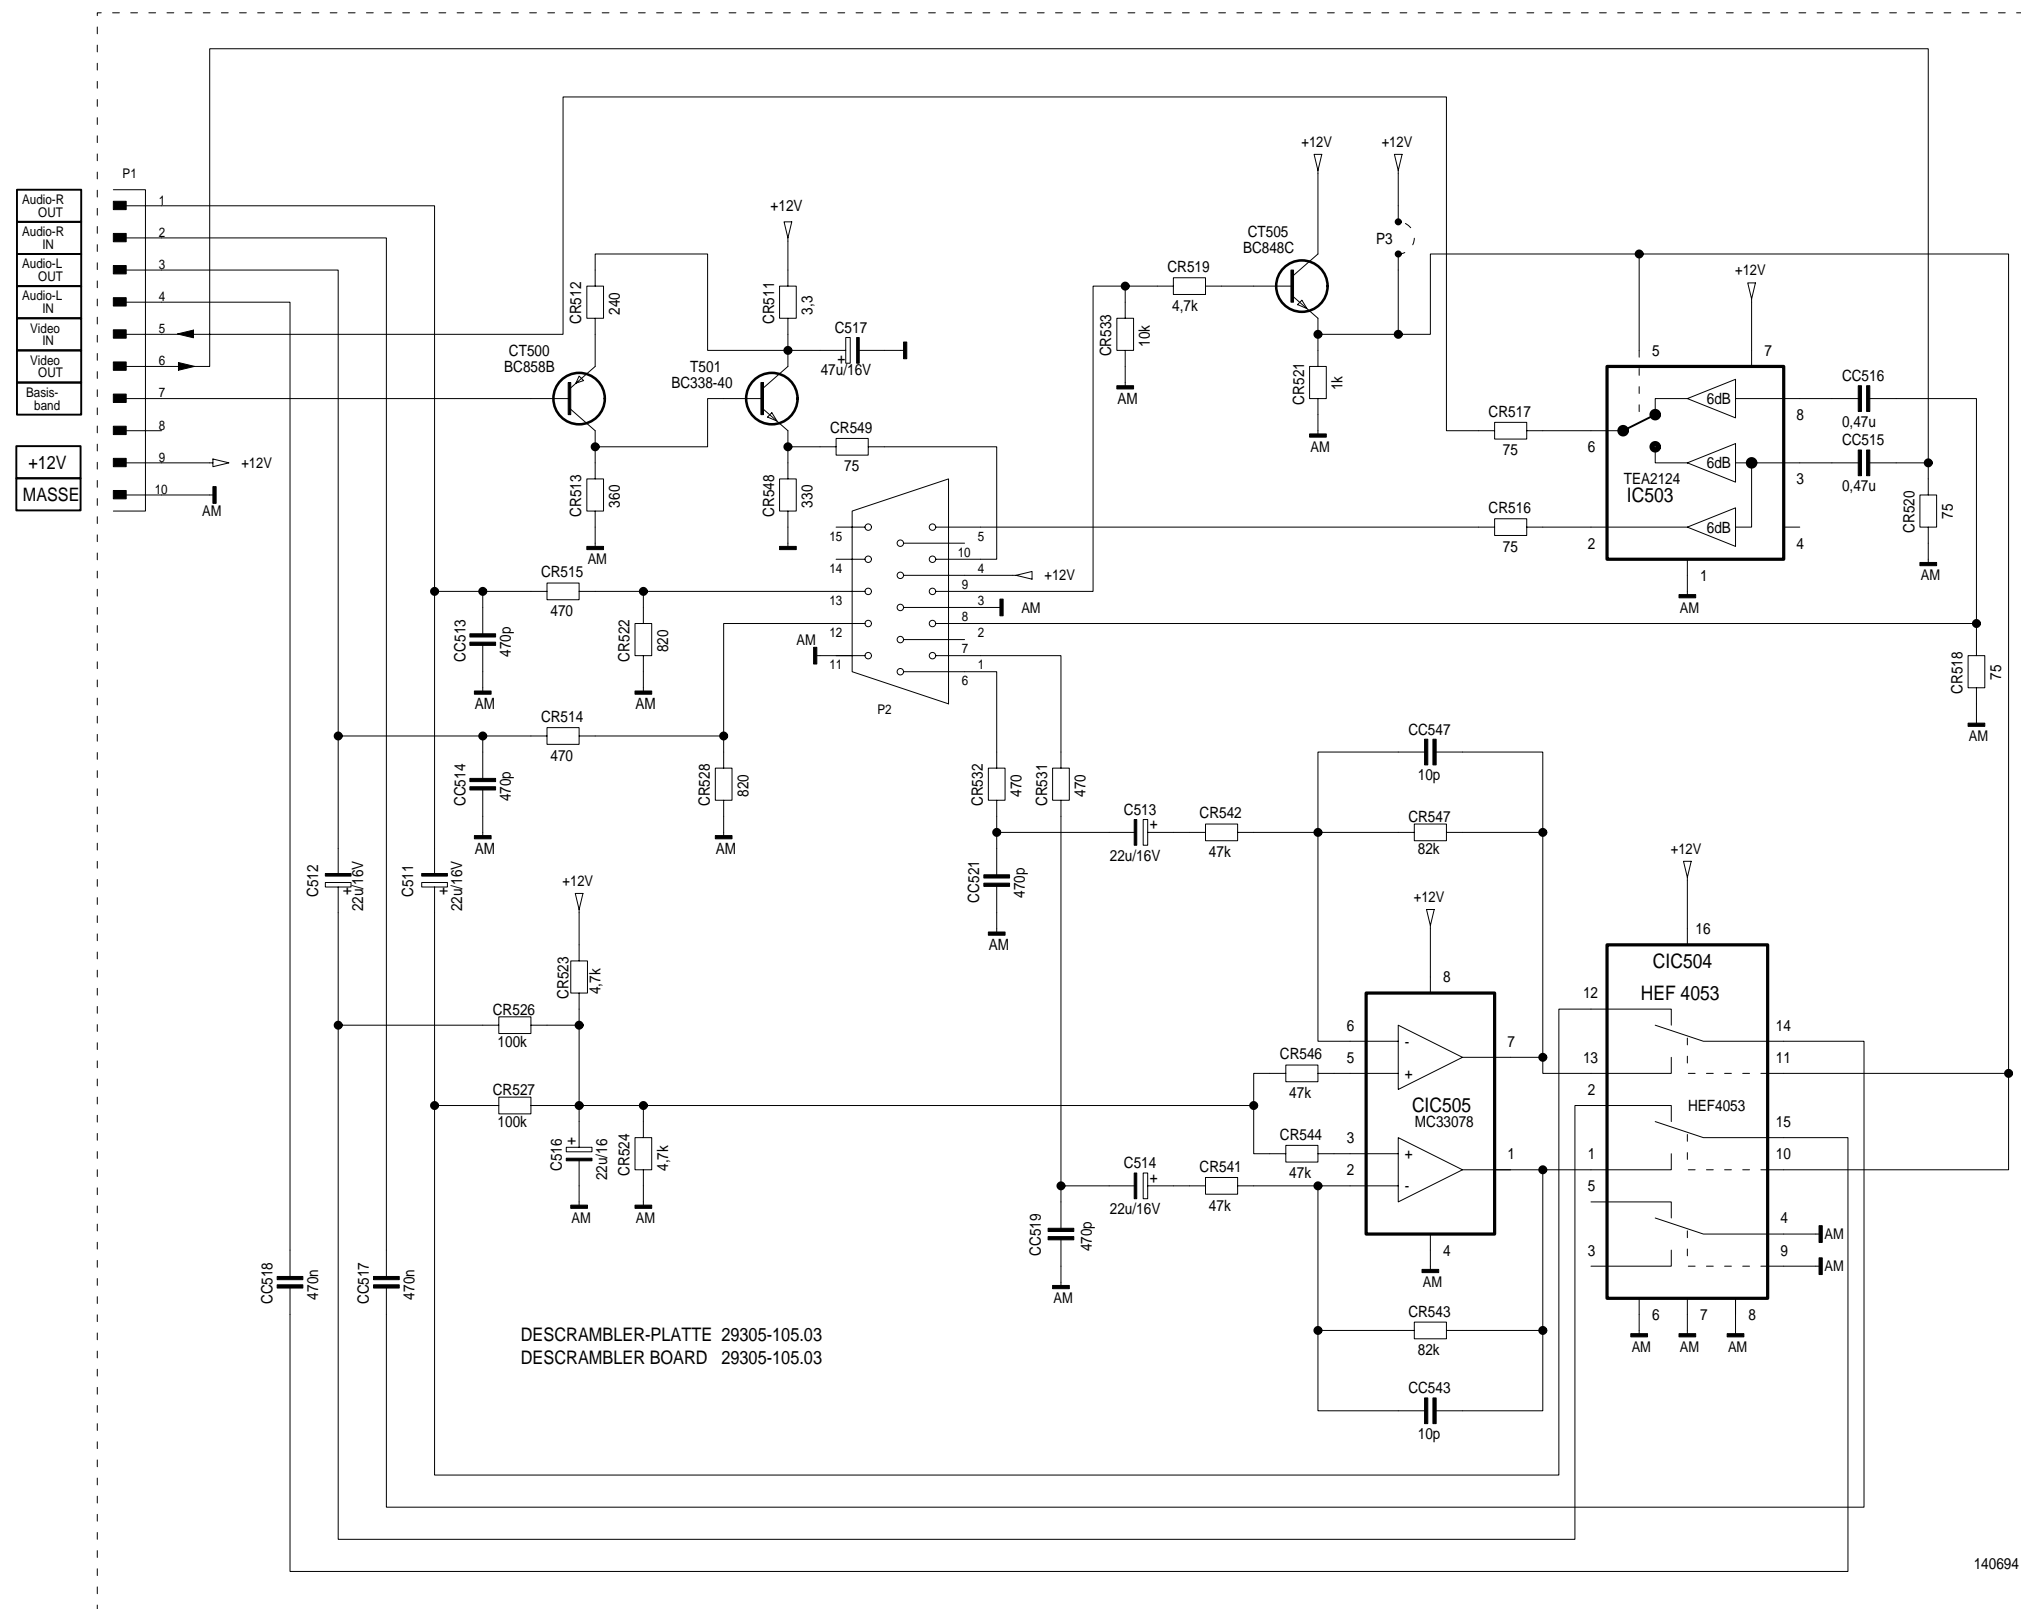 P1
Audio-R
OUT
1
Audio-R
IN
2
Audio-L
OUT
3
Audio-L
IN
4
Video
IN
5
Video
OUT
6
Basis-
band
7
8
+12V
9
+12V
MASSE
10
AM
CT500
BC858B
CR512
240
CR513
360
AM
T501
BC338-40
+12V
CR511
3,3
C517
+
47u/16V
CR549
75
CR548
330
CR515
470
CC513
470p
AM
CR522
820
AM
CR514
470
CC514
470p
AM
CR528
820
AM
15
14
13
12
AM
11
5
10
4
+12V
9
3
AM
8
2
7
1
6
P2
+12V
+12V
CT505
BC848C
P3
CR519
4,7k
CR533
10k
AM
CR521
1k
AM
+12V
5
7
CR517
75
6
6dB
8
CC516
0,47u
CC515
0,47u
6dB
3
TEA2124
IC503
CR516
75
2
6dB
4
1
AM
CR520
75
AM
CR518
75
AM
C512
+
22u/16V
C511
+
22u/16V
+12V
CR523
4,7k
CR526
100k
CR527
100k
C516
+
22u/16
AM
CR524
4,7k
AM
CR532
470
CR531
470
CC521
470p
AM
C513
+
22u/16V
CR542
47k
CC547
10p
CR547
82k
+12V
8
6
-
5
+
7
CR546
47k
CIC505
MC33078
CR544
47k
3
+
2
-
1
4
AM
C514
+
22u/16V
CR541
47k
CC519
470p
AM
CR543
82k
CC543
10p
+12V
16
CIC504
HEF 4053
12
14
13
11
2
HEF4053
15
1
10
5
4
AM
3
9
AM
6
7
8
AM
AM
AM
CC518
470n
CC517
470n
DESCRAMBLER-PLATTE 29305-105.03
DESCRAMBLER BOARD 29305-105.03
140694